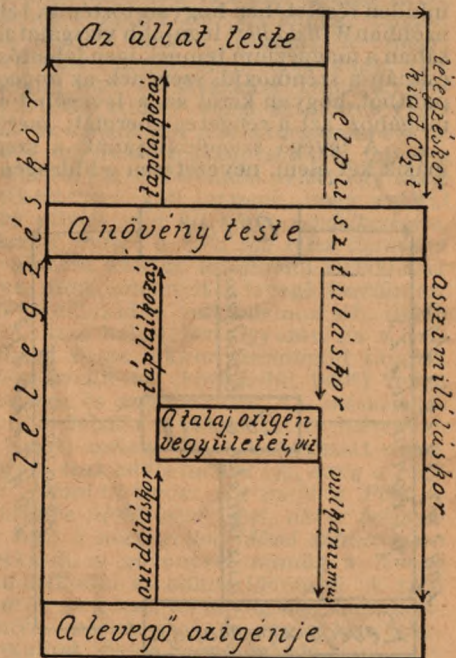 Az állat teste
lélegzéskor
táplálkozás
elpusztuláskor
lélegzéskor
kiad CO₂t
A növény teste
táplálkozás
asszimiláláskor
A talaj oxigén
vegyületei, víz
oxidáláskor
vulkánizmus
A levegő oxigénje